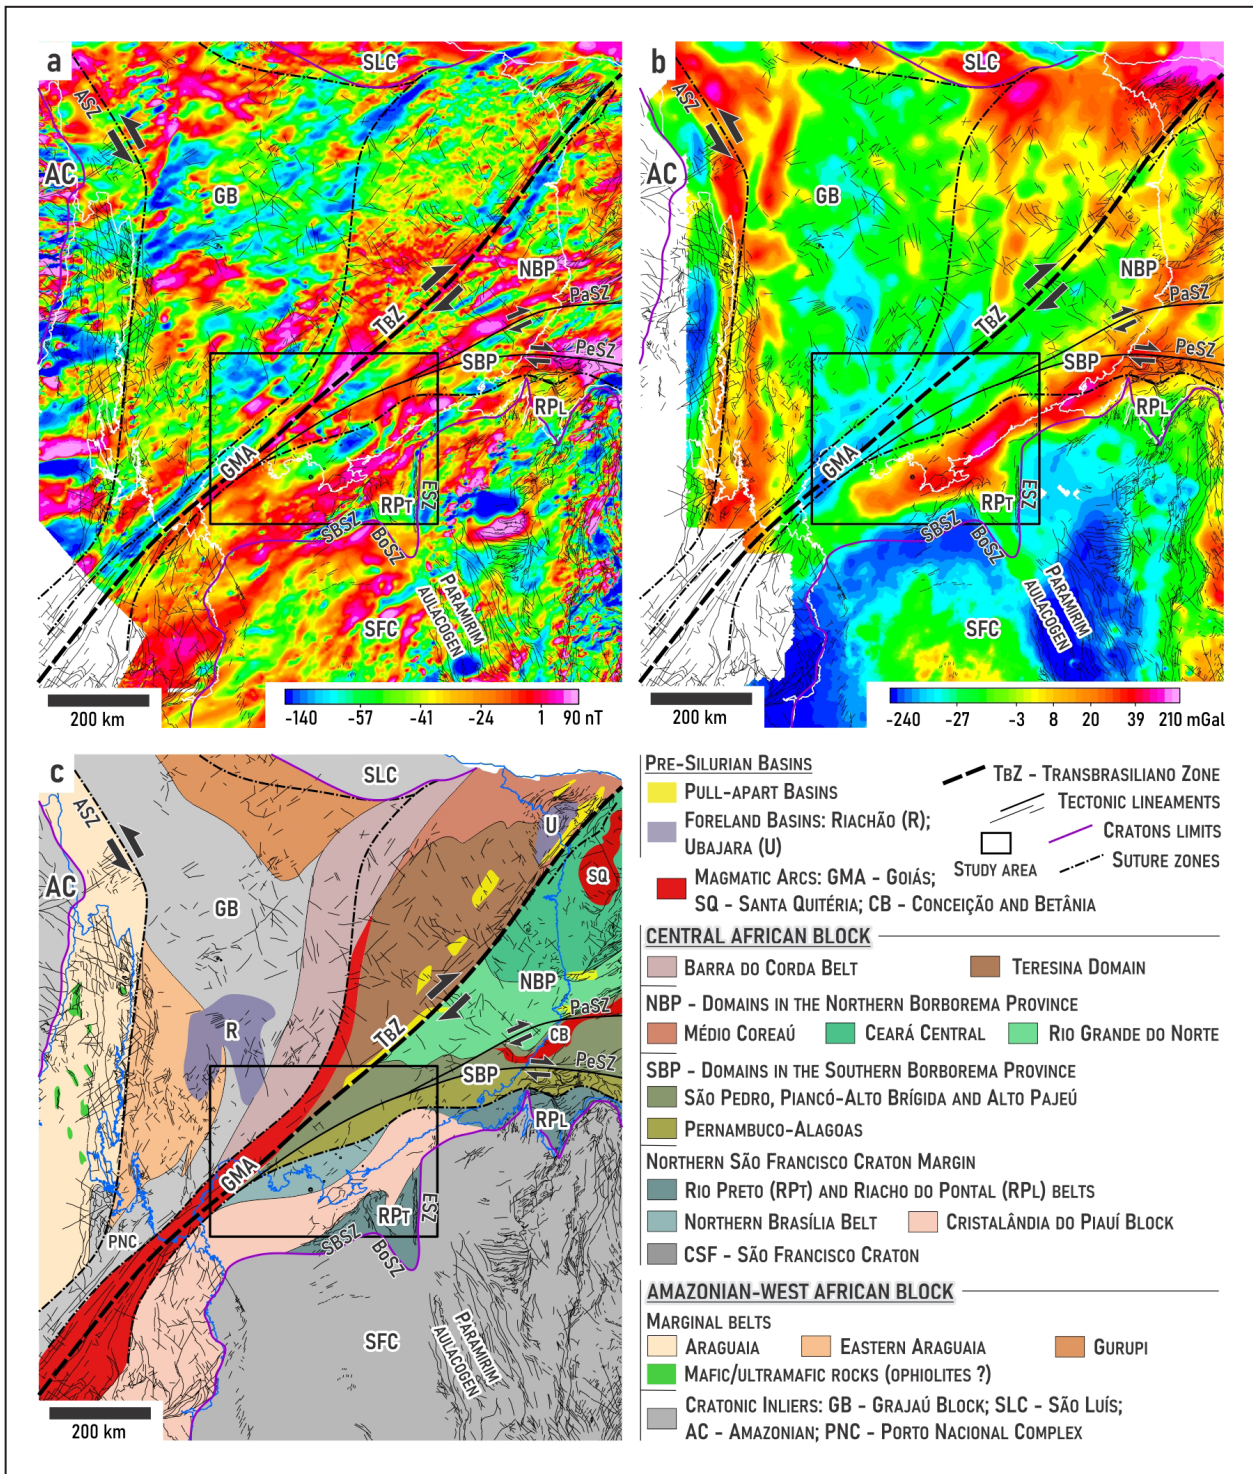 a
SLC
ASZ
AC
GB
NBP
TBZ
PASZ
PESZ
SBP
RPL
GMA
RPT
ESZ
SBSZ
BOSZ
PARAMIRIM
AULACOGEN
SFC
200 km
-140 -57 -41 -24 1 90 nT
b
SLC
ASZ
AC
GB
NBP
TBZ
PASZ
PESZ
SBP
RPL
GMA
RPT
ESZ
SBSZ
BOSZ
PARAMIRIM
AULACOGEN
SFC
200 km
-240 -27 -3 8 20 39 210 mGal
c
SLC
ASZ
U
AC
SQ
GB
NBP
R
TBZ
PASZ
CB
PESZ
SBP
RPL
GMA
RPT
ESZ
PNC
SBSZ
BOSZ
SFC
PARAMIRIM
AULACOGEN
200 km
PRE-SILURIAN BASINS
PULL-APART BASINS
FORELAND BASINS: RIACHÃO (R);
UBAJARA (U)
MAGMATIC ARCS: GMA - GOIÁS;
SQ - SANTA QUITÉRIA; CB - CONCEIÇÃO AND BETÂNIA
TBZ - TRANSBRASILIANO ZONE
TECTONIC LINEAMENTS
CRATONS LIMITS
STUDY AREA
SUTURE ZONES
CENTRAL AFRICAN BLOCK
BARRA DO CORDA BELT
TERESINA DOMAIN
NBP - DOMAINS IN THE NORTHERN BORBOREMA PROVINCE
MÉDIO COREAÚ
CEARÁ CENTRAL
RIO GRANDE DO NORTE
SBP - DOMAINS IN THE SOUTHERN BORBOREMA PROVINCE
SÃO PEDRO, PIANCÓ-ALTO BRÍGIDA AND ALTO PAJEÚ
PERNAMBUCO-ALAGOAS
NORTHERN SÃO FRANCISCO CRATON MARGIN
RIO PRETO (RPT) AND RIACHO DO PONTAL (RPL) BELTS
NORTHERN BRASÍLIA BELT
CRISTALÂNDIA DO PIAUÍ BLOCK
CSF - SÃO FRANCISCO CRATON
AMAZONIAN-WEST AFRICAN BLOCK
MARGINAL BELTS
ARAGUAIA
EASTERN ARAGUAIA
GURUPI
MAFIC/ULTRAMAFIC ROCKS (OPHIOLITES ?)
CRATONIC INLIERS: GB - GRAJAÚ BLOCK; SLC - SÃO LUÍS;
AC - AMAZONIAN; PNC - PORTO NACIONAL COMPLEX